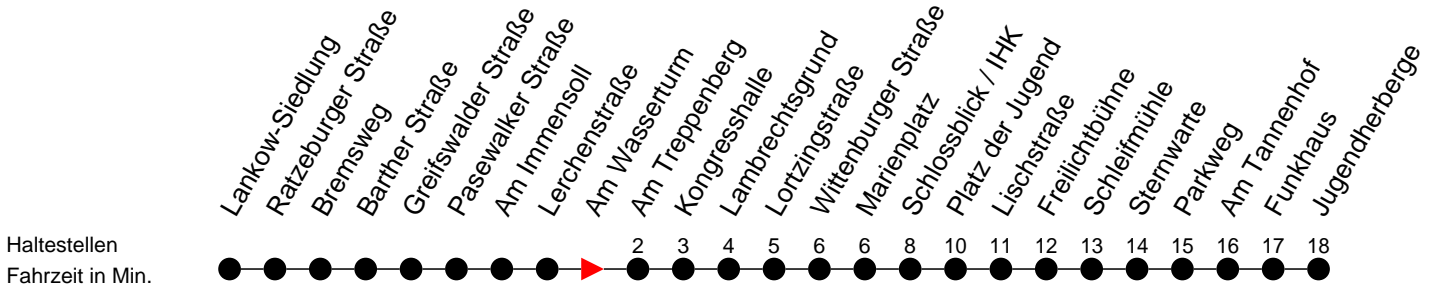 Lankow-Siedlung
Ratzeburger Straße
Bremsweg
Barther Straße
Greifswalder Straße
Pasewalker Straße
Am Immensoll
Lerchenstraße
Am Wasserturm
Am Treppenberg
Kongresshalle
Lambrechtsgrund
Lortzingstraße
Wittenburger Straße
Marienplatz
Schlossblick / IHK
Platz der Jugend
Lischstraße
Freilichtbühne
Schleifmühle
Sternwarte
Parkweg
Am Tannenhof
Funkhaus
Jugendherberge
Haltestellen 2 3 4 5 6 6 8 10 11 12 13 14 15 16 17 18
Fahrzeit in Min.